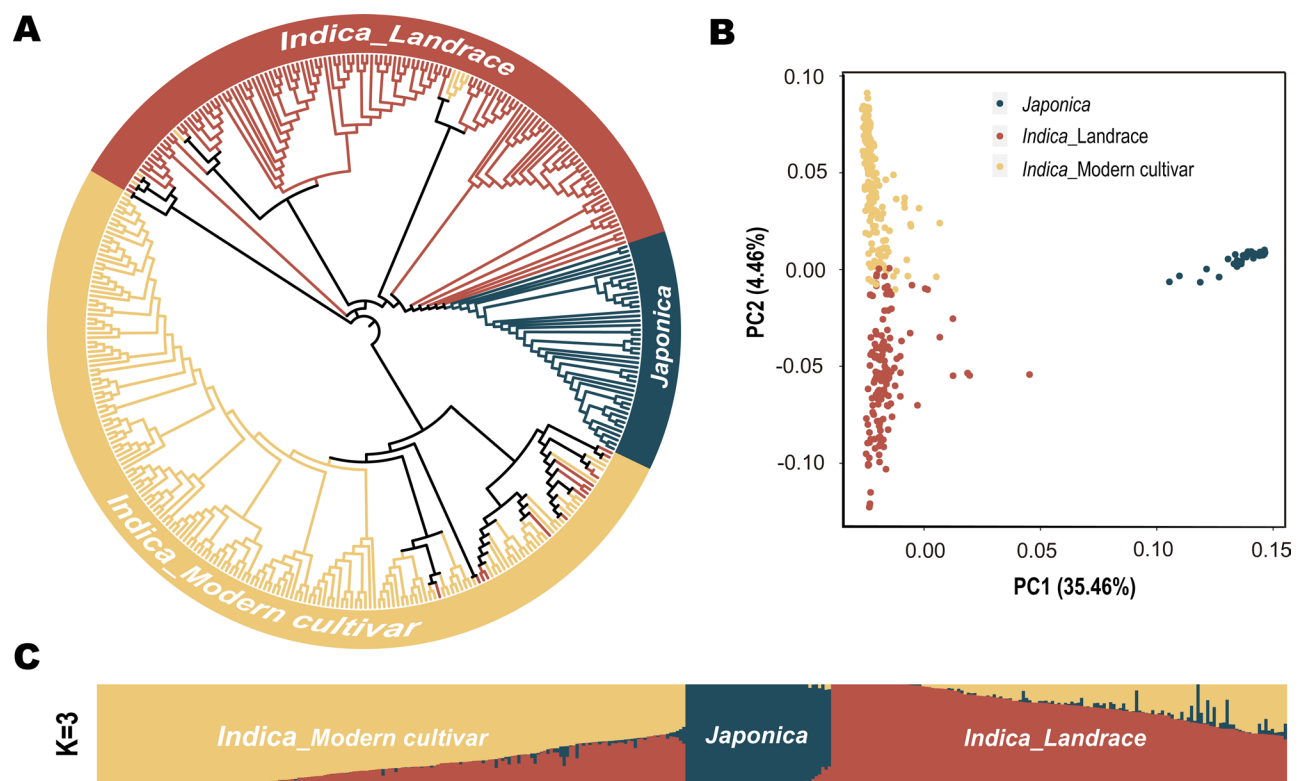 A
Indica_Landrace
Japonica
Indica_Modern cultivar
B
Japonica
Indica_Landrace
Indica_Modern cultivar
0.10
0.05
0.00
-0.05
-0.10
PC2 (4.46%)
0.00 0.05 0.10 0.15
PC1 (35.46%)
C
K=3
Indica_Modern cultivar Japonica Indica_Landrace